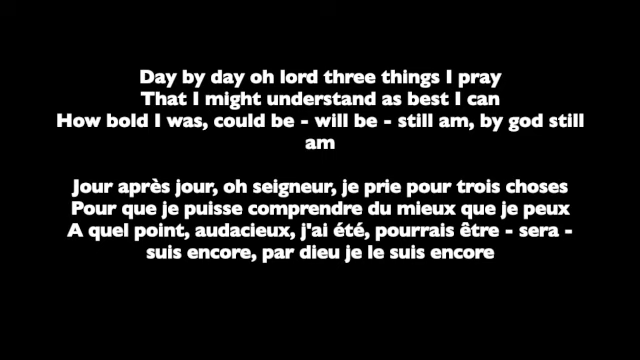 Day by day oh lord three things I pray
That I might understand as best I can
How bold I was, could be - will be - still am, by god still
am
Jour après jour, oh seigneur, je prie pour trois choses
Pour que je puisse comprendre du mieux que je peux
A quel point, audacieux, j'ai été, pourrais être - sera -
suis encore, par dieu je le suis encore